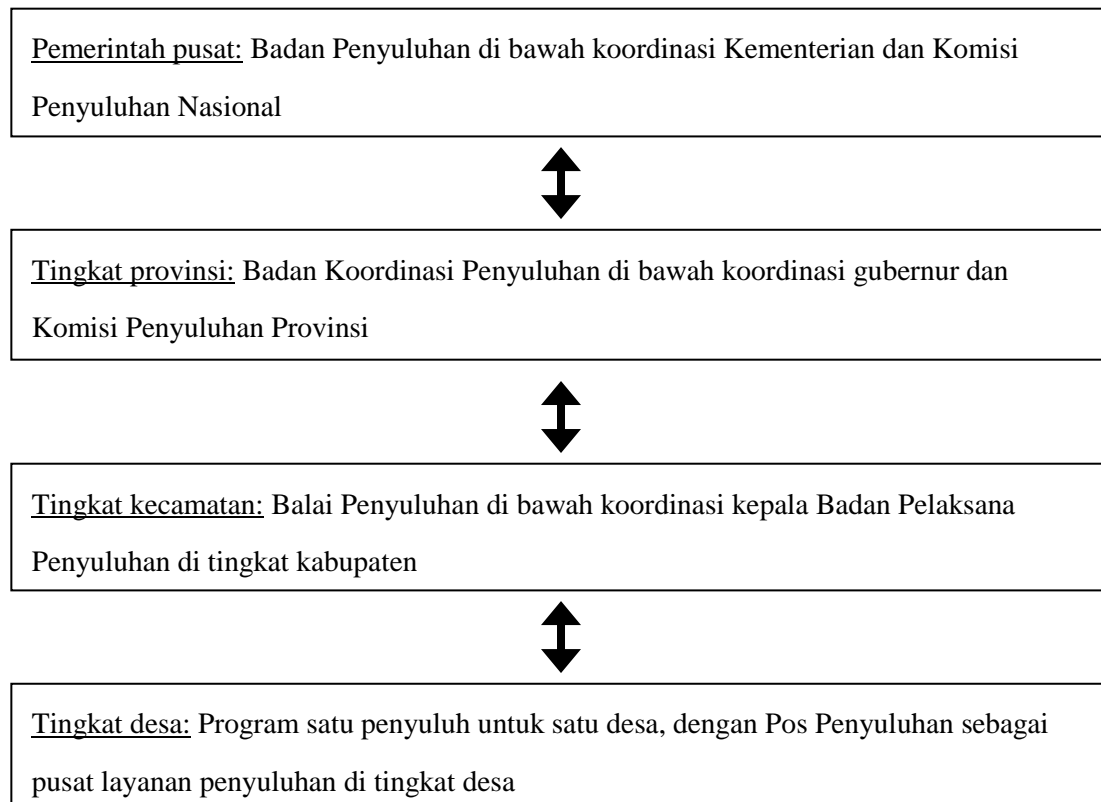 Pemerintah pusat: Badan Penyuluhan di bawah koordinasi Kementerian dan Komisi
Penyuluhan Nasional
Tingkat provinsi: Badan Koordinasi Penyuluhan di bawah koordinasi gubernur dan
Komisi Penyuluhan Provinsi
Tingkat kecamatan: Balai Penyuluhan di bawah koordinasi kepala Badan Pelaksana
Penyuluhan di tingkat kabupaten
Tingkat desa: Program satu penyuluh untuk satu desa, dengan Pos Penyuluhan sebagai
pusat layanan penyuluhan di tingkat desa